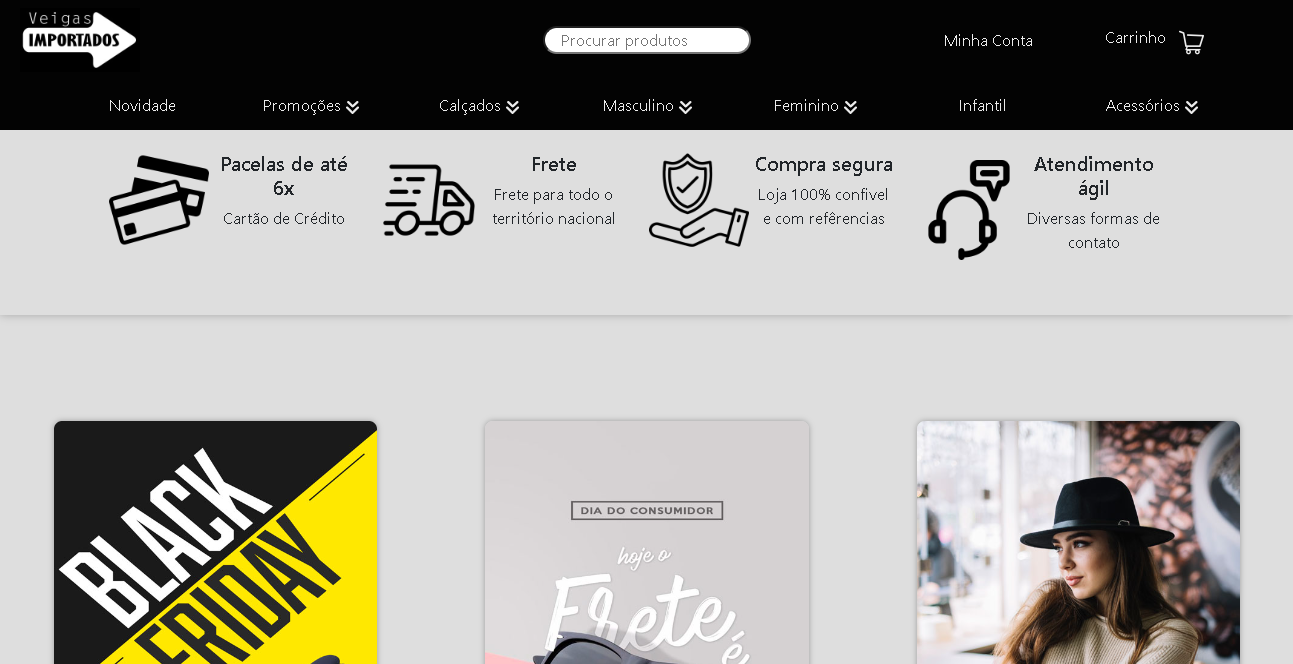 Veigas
IMPORTADOS
Procurar produtos
Minha Conta
Carrinho
Novidade
Promoções
Calçados
Masculino
Feminino
Infantil
Acessórios
Pacelas de até
6x
Cartão de Crédito
Frete
Frete para todo o
território nacional
Compra segura
Loja 100% confivel
e com refêrencias
Atendimento
ágil
Diversas formas de
contato
BLACK
FRIDAY
DIA DO CONSUMIDOR
hoje o
Frete
é